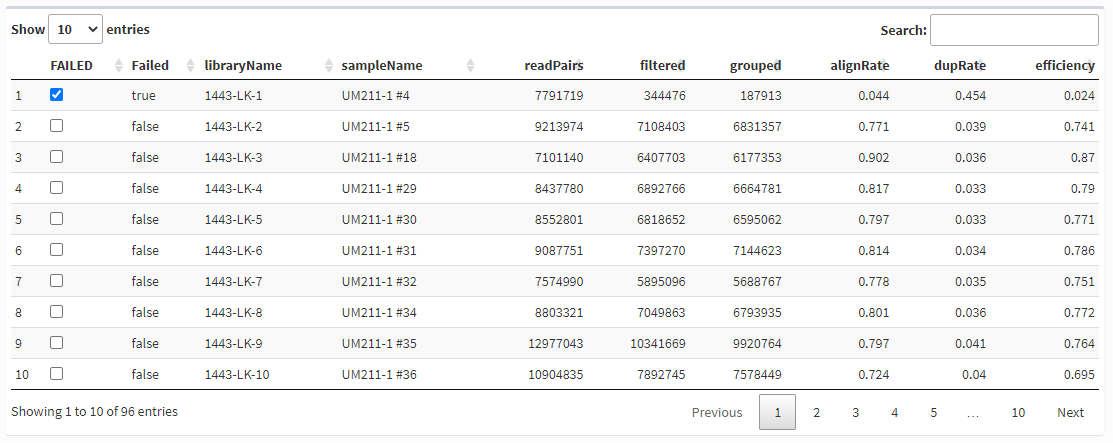 Show 10 entries Search:
FAILED Failed libraryName sampleName readPairs filtered grouped alignRate dupRate efficiency
1 true 1443-LK-1 UM211-1 #4 7791719 344476 187913 0.044 0.454 0.024
2 false 1443-LK-2 UM211-1 #5 9213974 7108403 6831357 0.771 0.039 0.741
3 false 1443-LK-3 UM211-1 #18 7101140 6407703 6177353 0.902 0.036 0.87
4 false 1443-LK-4 UM211-1 #29 8437780 6892766 6664781 0.817 0.033 0.79
5 false 1443-LK-5 UM211-1 #30 8552801 6818652 6595062 0.797 0.033 0.771
6 false 1443-LK-6 UM211-1 #31 9087751 7397270 7144623 0.814 0.034 0.786
7 false 1443-LK-7 UM211-1 #32 7574990 5895096 5688767 0.778 0.035 0.751
8 false 1443-LK-8 UM211-1 #34 8803321 7049863 6793935 0.801 0.036 0.772
9 false 1443-LK-9 UM211-1 #35 12977043 10341669 9920764 0.797 0.041 0.764
10 false 1443-LK-10 UM211-1 #36 10904835 7892745 7578449 0.724 0.04 0.695
Showing 1 to 10 of 96 entries Previous 1 2 3 4 5 … 10 Next